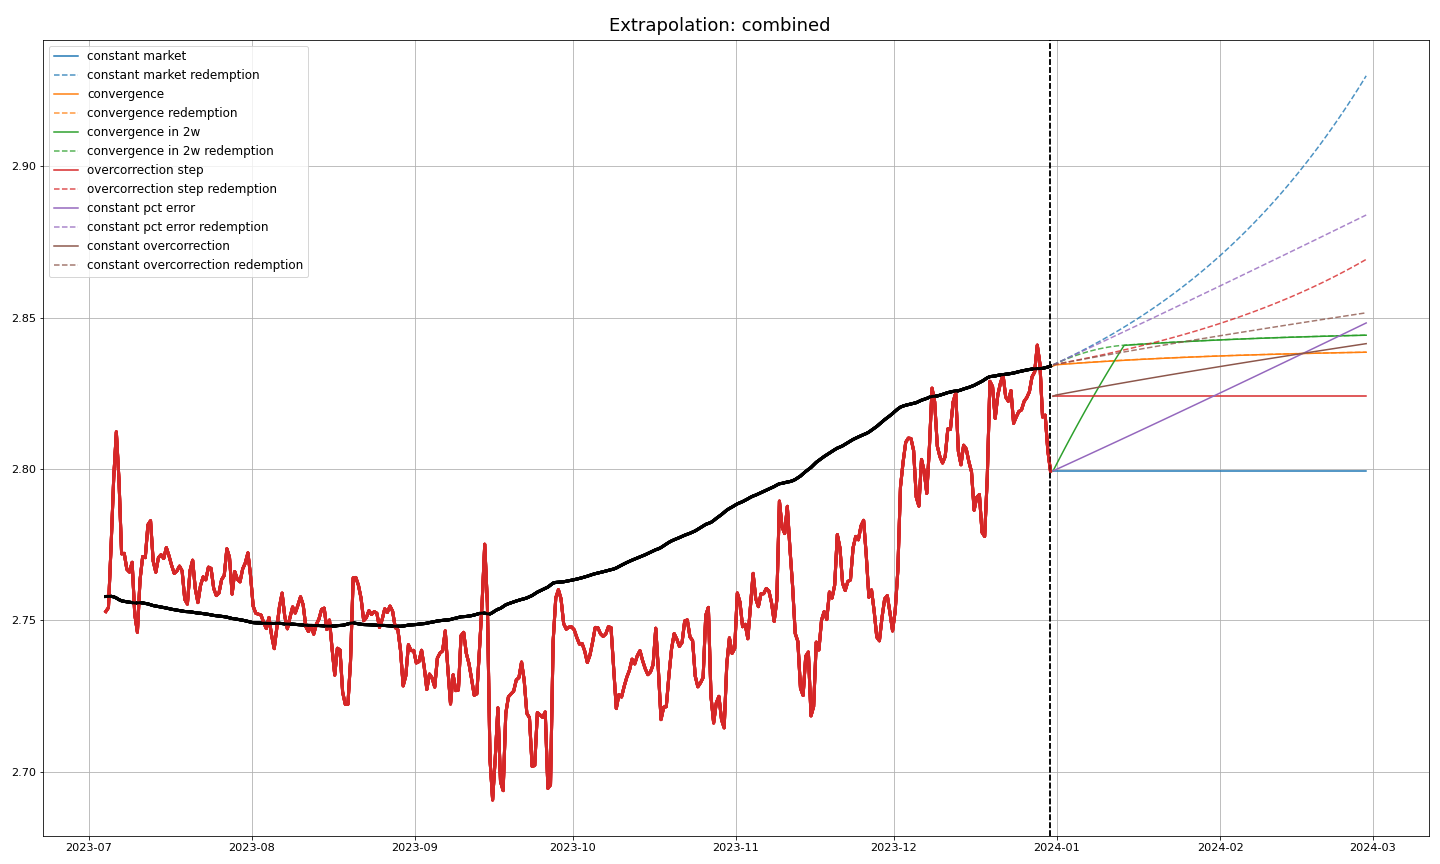 Extrapolation: combined
constant market
constant market redemption
convergence
convergence redemption
convergence in 2w
convergence in 2w redemption
overcorrection step
overcorrection step redemption
constant pct error
constant pct error redemption
constant overcorrection
constant overcorrection redemption
2.90
2.85
2.80
2.75
2.70
2023-07 2023-08 2023-09 2023-10 2023-11 2023-12 2024-01 2024-02 2024-03